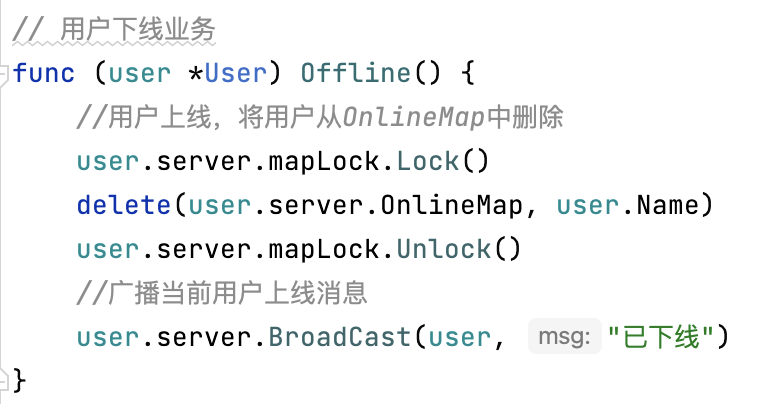 // 用户下线业务
func (user *User) Offline() {
    //用户上线，将用户从OnlineMap中删除
    user.server.mapLock.Lock()
    delete(user.server.OnlineMap, user.Name)
    user.server.mapLock.Unlock()
    //广播当前用户上线消息
    user.server.BroadCast(user, msg: "已下线")
}